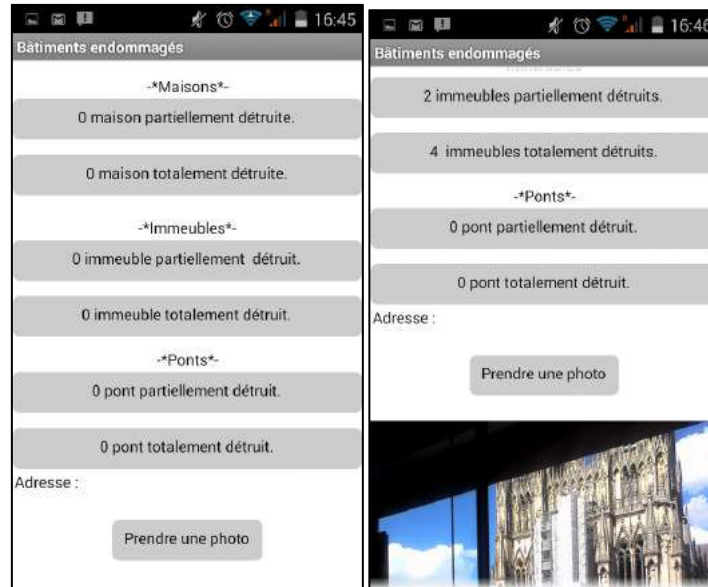 16:45
Bâtiments endommagés
-*Maisons*-
0 maison partiellement détruite.
0 maison totalement détruite.
-*Immeubles*-
0 immeuble partiellement  détruit.
0 immeuble totalement détruit.
-*Ponts*-
0 pont partiellement détruit.
0 pont totalement détruit.
Adresse :
Prendre une photo
16:46
Bâtiments endommagés
2 immeubles partiellement détruits.
4  immeubles totalement détruits.
-*Ponts*-
0 pont partiellement détruit.
0 pont totalement détruit.
Adresse :
Prendre une photo